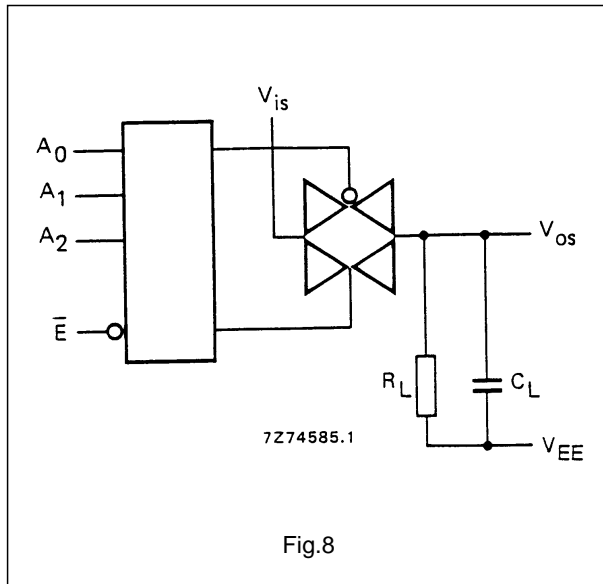 V_is
A_0
A_1
A_2
E̅
V_os
R_L
C_L
7Z74585.1
V_EE
Fig.8